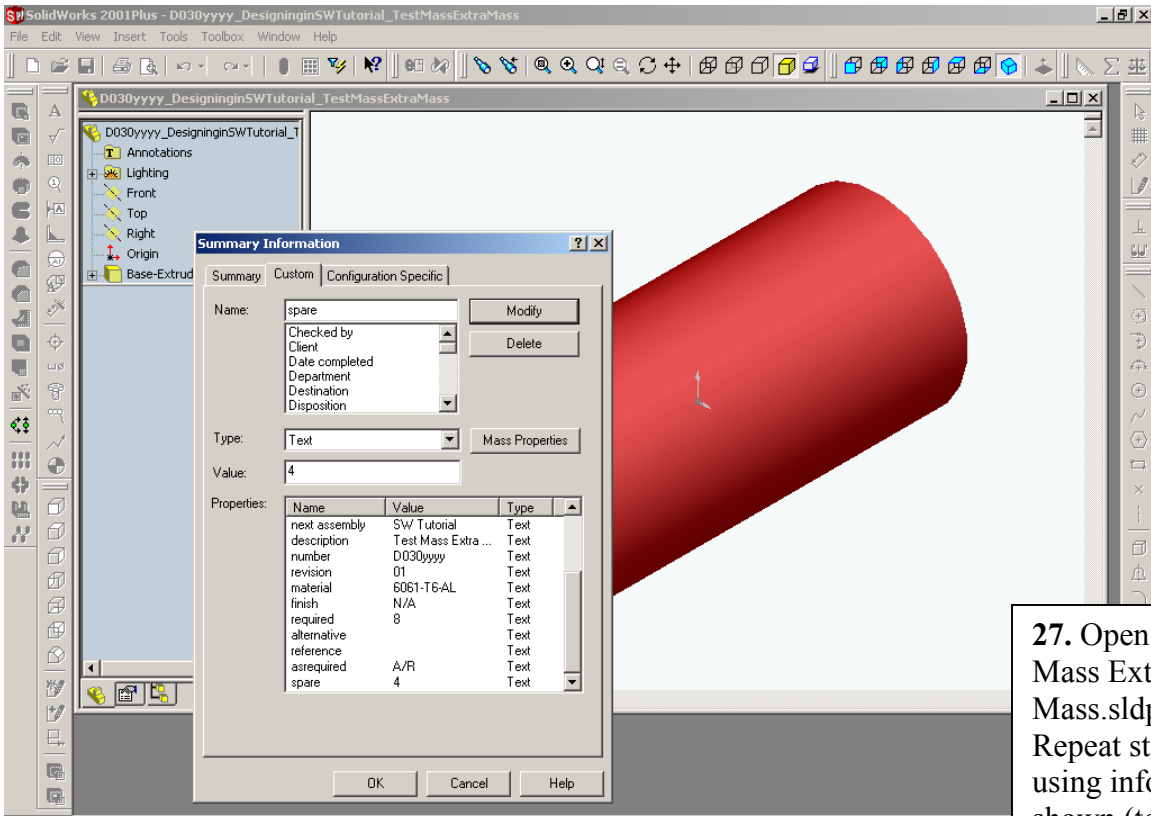 SolidWorks 2001Plus - D030yyyy_DesigninginSWTutorial_TestMassExtraMass
File Edit View Insert Tools Toolbox Window Help
D030yyyy_DesigninginSWTutorial_TestMassExtraMass
D030yyyy_DesigninginSWTutorial_T
Annotations
Lighting
Front
Top
Right
Origin
Base-Extrud
Summary Information
Summary Custom Configuration Specific
Name: spare Modify
Checked by
Client
Date completed
Department
Destination
Disposition
Delete
Type: Text Mass Properties
Value: 4
Properties:
Name Value Type
next assembly SW Tutorial Text
description Test Mass Extra ... Text
number D030yyyy Text
revision 01 Text
material 6061-T6-AL Text
finish N/A Text
required 8 Text
alternative Text
reference Text
asrequired A/R Text
spare 4 Text
OK Cancel Help
27. Open
Mass Ext
Mass.sldp
Repeat st
using info